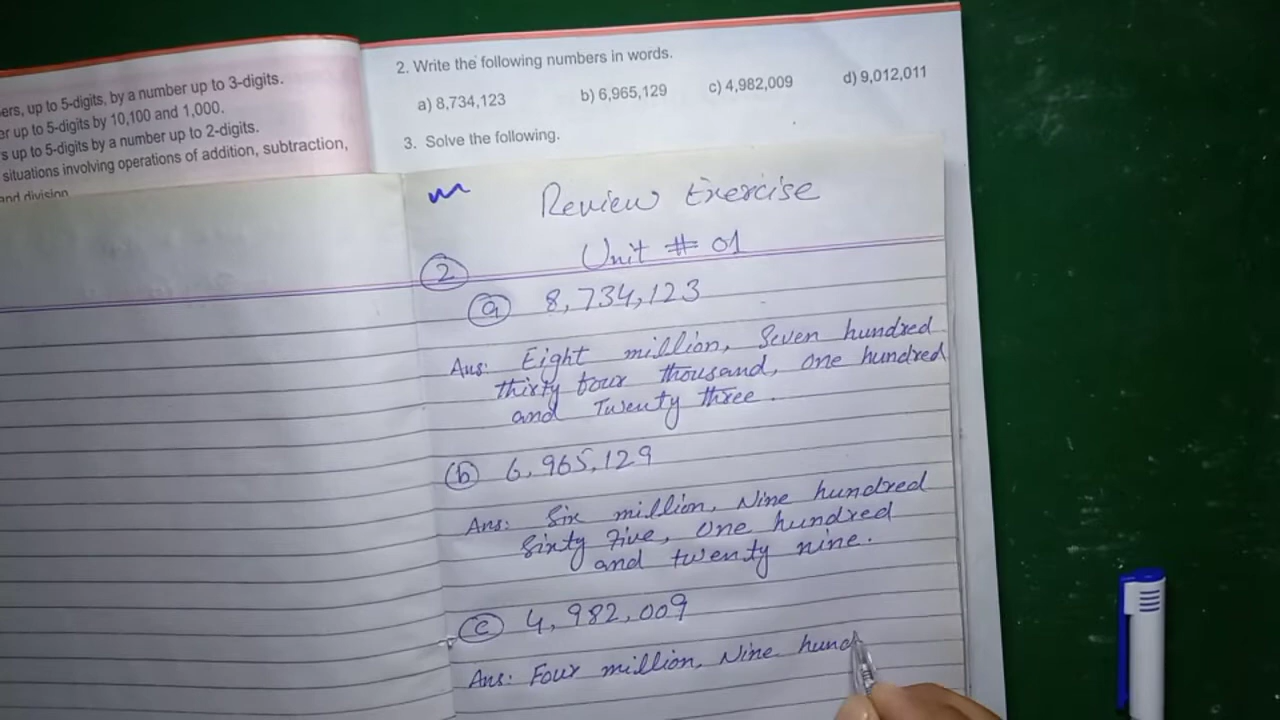 ers, up to 5-digits, by a number up to 3-digits.
er up to 5-digits by 10,100 and 1,000.
s up to 5-digits by a number up to 2-digits.
situations involving operations of addition, subtraction,
and division
2. Write the following numbers in words.
a) 8,734,123 b) 6,965,129 c) 4,982,009 d) 9,012,011
3. Solve the following.
Review Exercise
Unit # 01
2
a 8,734,123
Ans: Eight million, Seven hundred
thirty four thousand, one hundred
and Twenty three.
b 6,965,129
Ans: Six million, Nine hundred
Sixty Five, One hundred
and twenty nine.
c 4,982,009
Ans: Four million, Nine hund